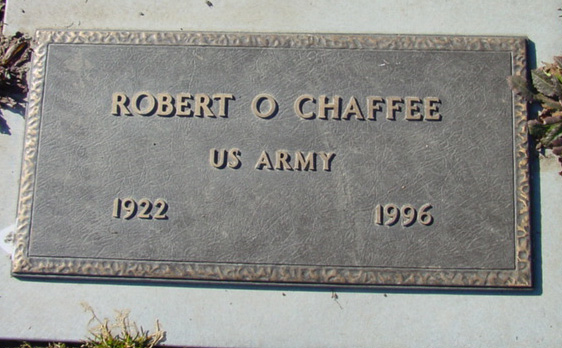 ROBERT O CHAFFEE
US ARMY
1922 1996